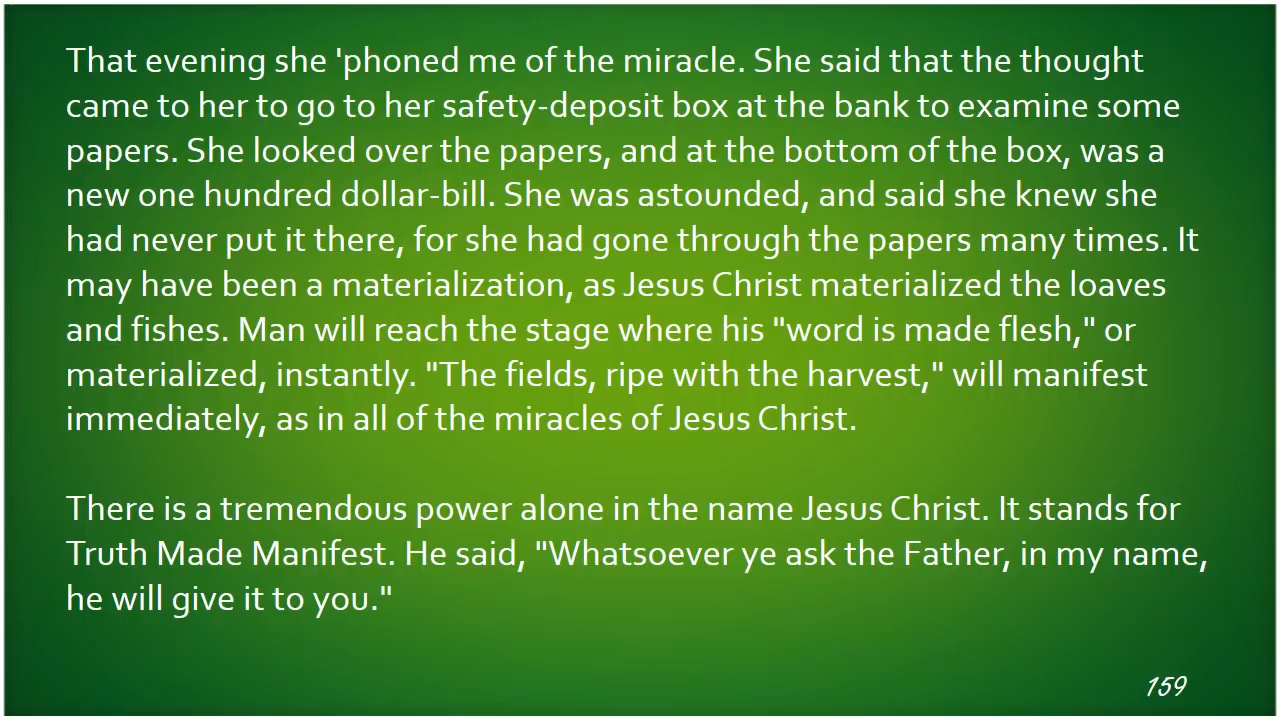 That evening she 'phoned me of the miracle. She said that the thought
came to her to go to her safety-deposit box at the bank to examine some
papers. She looked over the papers, and at the bottom of the box, was a
new one hundred dollar-bill. She was astounded, and said she knew she
had never put it there, for she had gone through the papers many times. It
may have been a materialization, as Jesus Christ materialized the loaves
and fishes. Man will reach the stage where his "word is made flesh," or
materialized, instantly. "The fields, ripe with the harvest," will manifest
immediately, as in all of the miracles of Jesus Christ.
There is a tremendous power alone in the name Jesus Christ. It stands for
Truth Made Manifest. He said, "Whatsoever ye ask the Father, in my name,
he will give it to you."
159